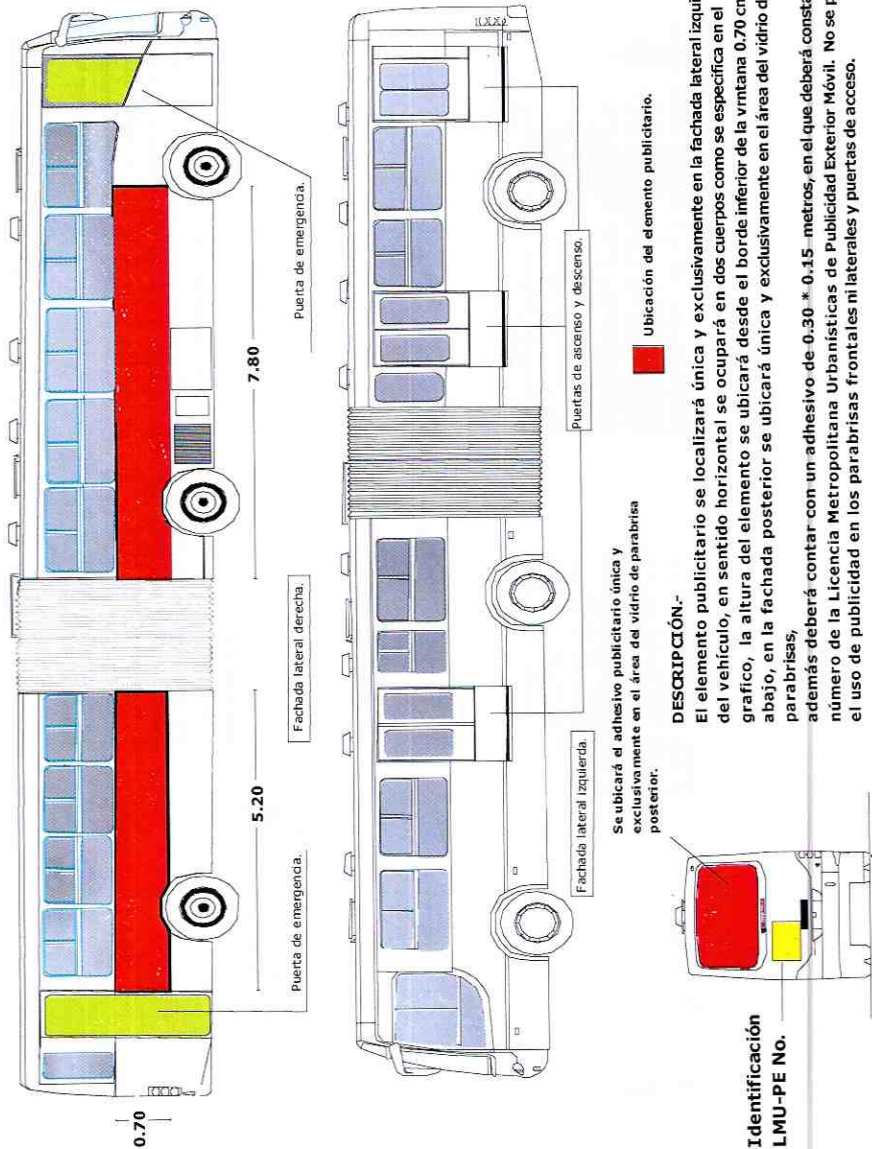 Puerta de emergencia.
Fachada lateral derecha.
Puerta de emergencia.
0.70
5.20
7.80
Fachada lateral izquierda.
Puertas de ascenso y descenso.
Se ubicará el adhesivo publicitario única y
exclusivamente en el área del vidrio de parabrisa
posterior.
Ubicación del elemento publicitario.
Identificación
LMU-PE No.
DESCRIPCIÓN.-
El elemento publicitario se localizará única y exclusivamente en la fachada lateral izqui
del vehículo, en sentido horizontal se ocupará en dos cuerpos como se especifica en el
grafico, la altura del elemento se ubicará desde el borde inferior de la vrntana 0.70 cn
abajo, en la fachada posterior se ubicará única y exclusivamente en el área del vidrio d
parabrisas,
además deberá contar con un adhesivo de 0.30 * 0.15 metros, en el que deberá consta
número de la Licencia Metropolitana Urbanísticas de Publicidad Exterior Móvil. No se p
el uso de publicidad en los parabrisas frontales ni laterales y puertas de acceso.